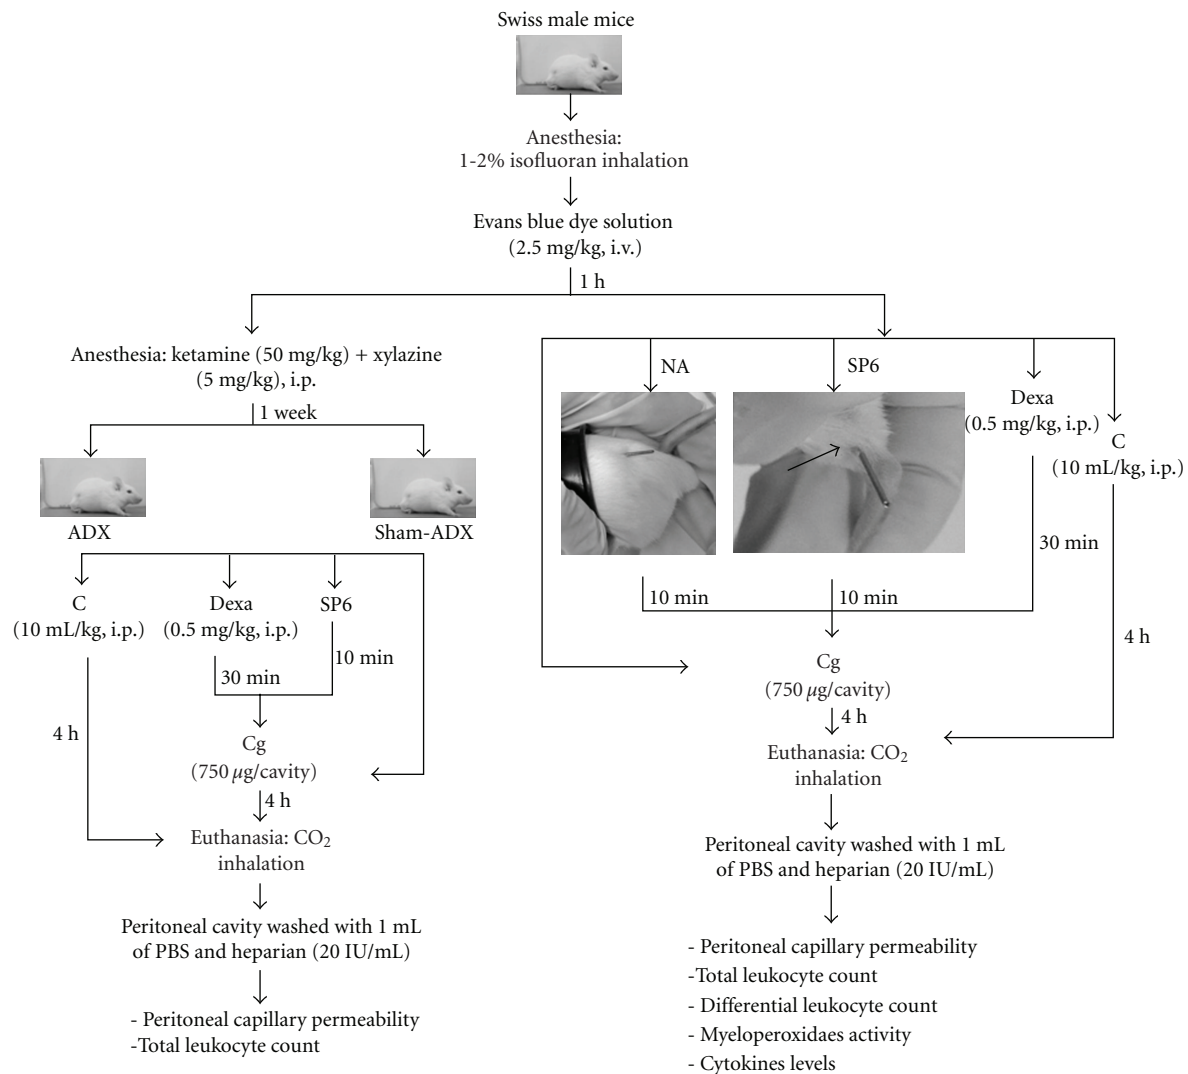 Swiss male mice
Anesthesia:
1-2% isofluoran inhalation
Evans blue dye solution
(2.5 mg/kg, i.v.)
1 h
Anesthesia: ketamine (50 mg/kg) + xylazine
(5 mg/kg), i.p.
1 week
ADX
Sham-ADX
C
(10 mL/kg, i.p.)
Dexa
(0.5 mg/kg, i.p.)
SP6
10 min
30 min
4 h
Cg
(750 µg/cavity)
4 h
Euthanasia: CO₂
inhalation
Peritoneal cavity washed with 1 mL
of PBS and heparian (20 IU/mL)
- Peritoneal capillary permeability
-Total leukocyte count
NA
SP6
Dexa
(0.5 mg/kg, i.p.)
C
(10 mL/kg, i.p.)
30 min
10 min
10 min
4 h
Cg
(750 µg/cavity)
4 h
Euthanasia: CO₂
inhalation
Peritoneal cavity washed with 1 mL
of PBS and heparian (20 IU/mL)
- Peritoneal capillary permeability
-Total leukocyte count
- Differential leukocyte count
- Myeloperoxidaes activity
- Cytokines levels